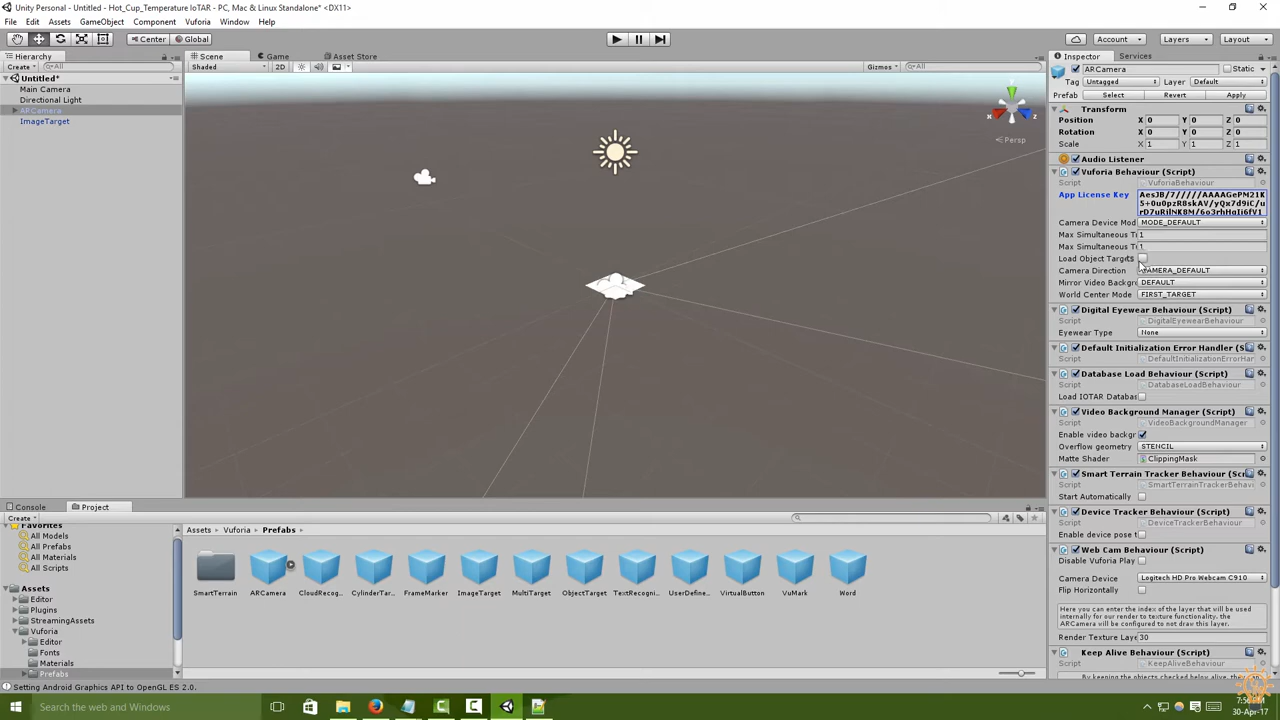 Unity Personal - Untitled - Hot_Cup_Temperature IoTAR - PC, Mac & Linux Standalone* <DX11>
File Edit Assets GameObject Component Vuforia Window Help
Center Global Account Layers Layout
Hierarchy Scene Game Asset Store Inspector Services
Create All Shaded 2D Gizmos All ARCamera Static
Untitled* Tag Untagged Layer Default
Main Camera Prefab Select Revert Apply
Directional Light
ARCamera
ImageTarget
x z
Persp
Transform
Position X 0 Y 0 Z 0
Rotation X 0 Y 0 Z 0
Scale X 1 Y 1 Z 1
Audio Listener
Vuforia Behaviour (Script)
Script VuforiaBehaviour
App License Key
Camera Device Mod MODE_DEFAULT
Max Simultaneous Tr 1
Max Simultaneous Tr 1
Load Object Targets
Camera Direction CAMERA_DEFAULT
Mirror Video Backgro DEFAULT
World Center Mode FIRST_TARGET
Digital Eyewear Behaviour (Script)
Script DigitalEyewearBehaviour
Eyewear Type None
Default Initialization Error Handler (S
Script DefaultInitializationErrorHar
Database Load Behaviour (Script)
Script DatabaseLoadBehaviour
Load IOTAR Databas
Video Background Manager (Script)
Script VideoBackgroundManager
Enable video backgr
Overflow geometry STENCIL
Matte Shader ClippingMask
Smart Terrain Tracker Behaviour (Scr
Script SmartTerrainTrackerBehavi
Start Automatically
Device Tracker Behaviour (Script)
Script DeviceTrackerBehaviour
Enable device pose t
Web Cam Behaviour (Script)
Disable Vuforia Play
Camera Device Logitech HD Pro Webcam C910
Flip Horizontally
Here you can enter the index of the layer that will be used
internally for our render to texture functionality. the
ARCamera will be configured to not draw this layer.
Render Texture Laye 30
Keep Alive Behaviour (Script)
Script KeepAliveBehaviour
By keeping the objects checked below alive, they can
Console Project
Create
Favorites
All Models
All Prefabs
All Materials
All Scripts
Assets
Editor
Plugins
StreamingAssets
Vuforia
Editor
Fonts
Materials
Prefabs
Assets Vuforia Prefabs
SmartTerrain ARCamera CloudRecog... CylinderTar... FrameMarker ImageTarget MultiTarget ObjectTarget TextRecogni... UserDefine... VirtualButton VuMark Word
Setting Android Graphics API to OpenGL ES 2.0.
Search the web and Windows
30-Apr-17